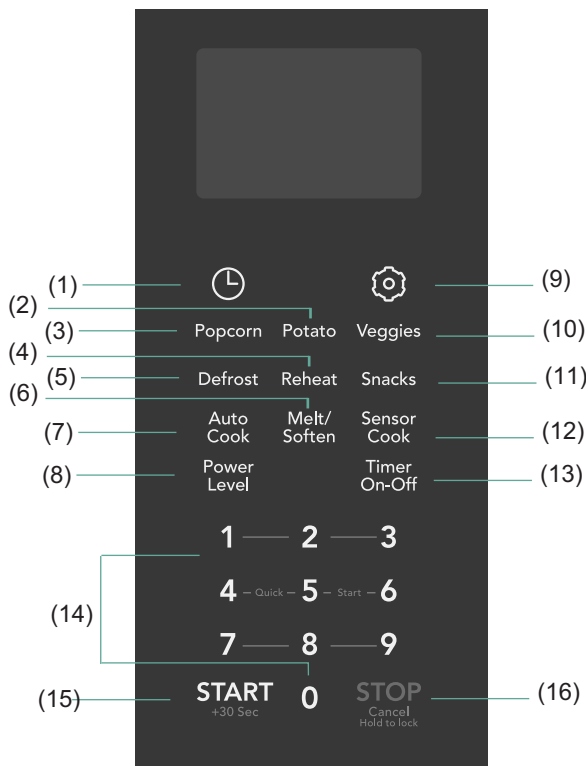 (1)
(9)
(2)
(3) Popcorn Potato Veggies (10)
(4)
(5) Defrost Reheat Snacks (11)
(6)
(7) Auto Cook Melt/ Soften Sensor Cook (12)
(8) Power Level Timer On-Off (13)
1 2 3
4 Quick 5 Start 6
(14)
7 8 9
(15) START 0 STOP (16)
+30 Sec Cancel
Hold to lock